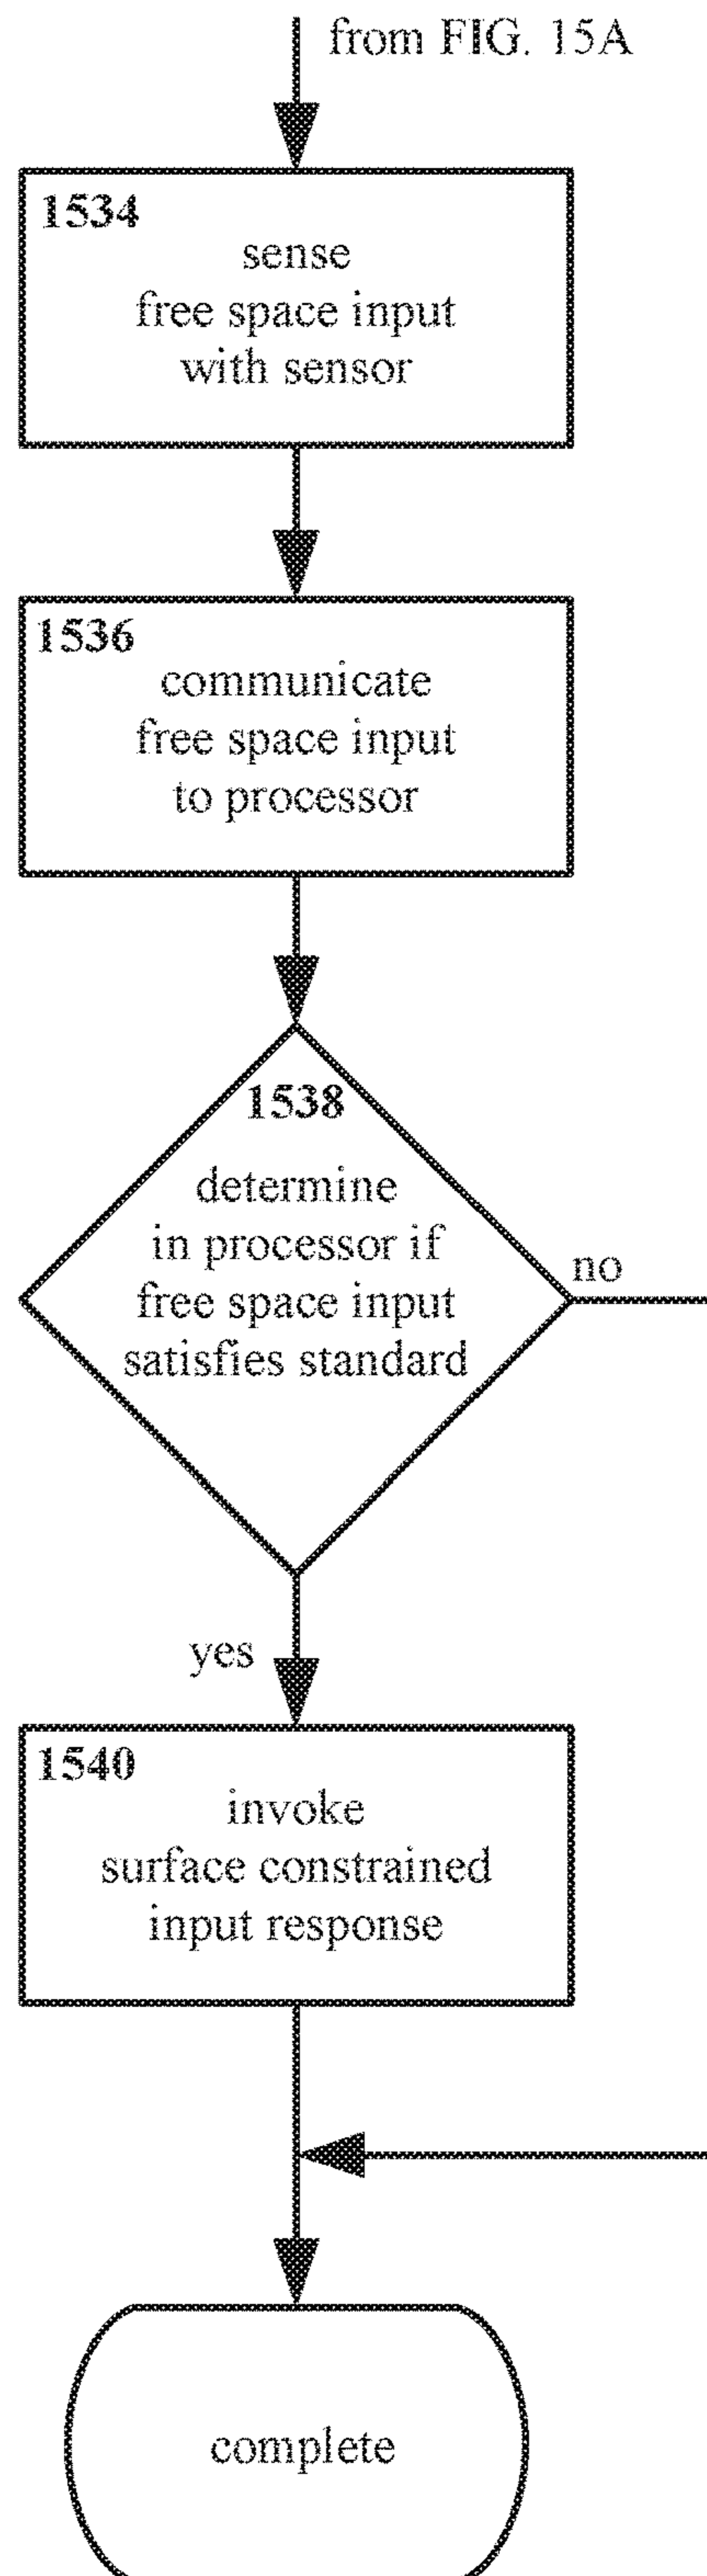 from FIG. 15A
1534
sense
free space input
with sensor
1536
communicate
free space input
to processor
1538
determine
in processor if
free space input
satisfies standard
no
yes
1540
invoke
surface constrained
input response
complete